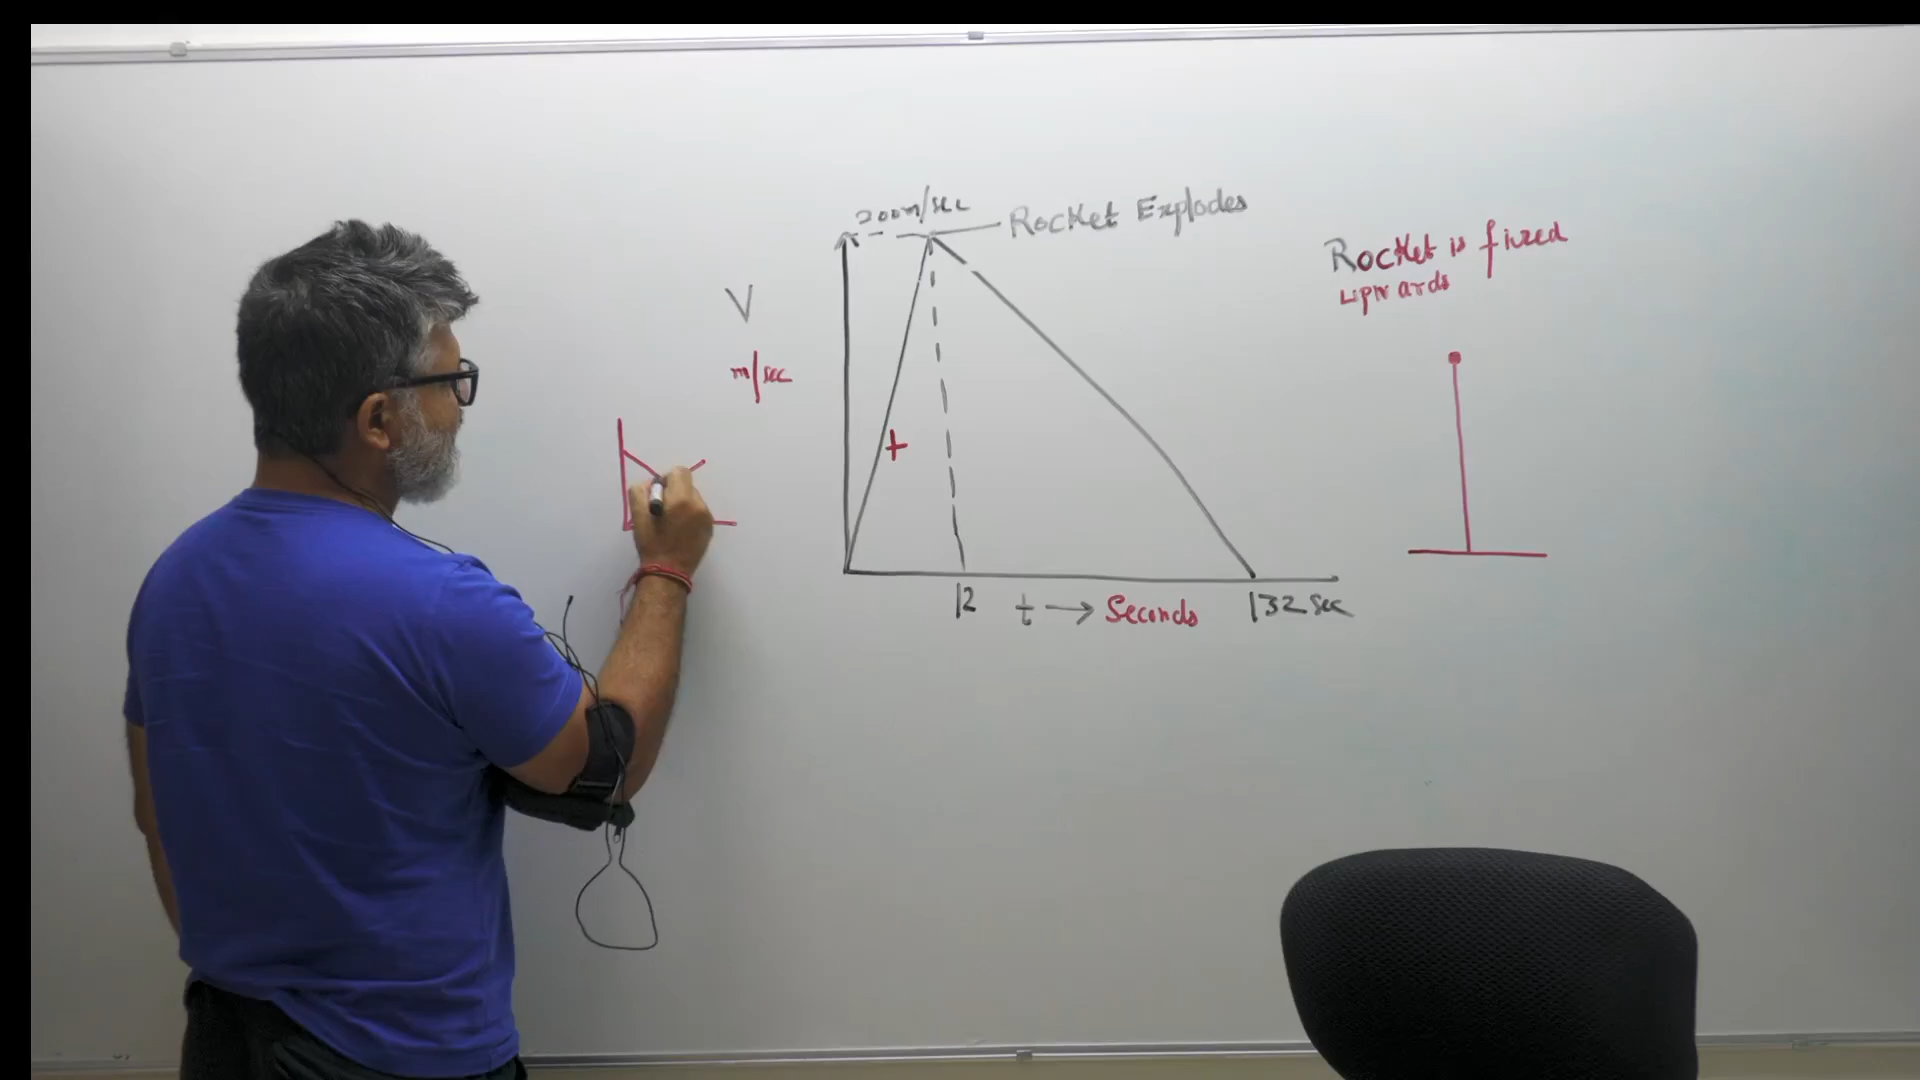 200m/sec
Rocket Explodes
V
m/sec
+
12
t → Seconds
132 sec
Rocket is fired
upwards